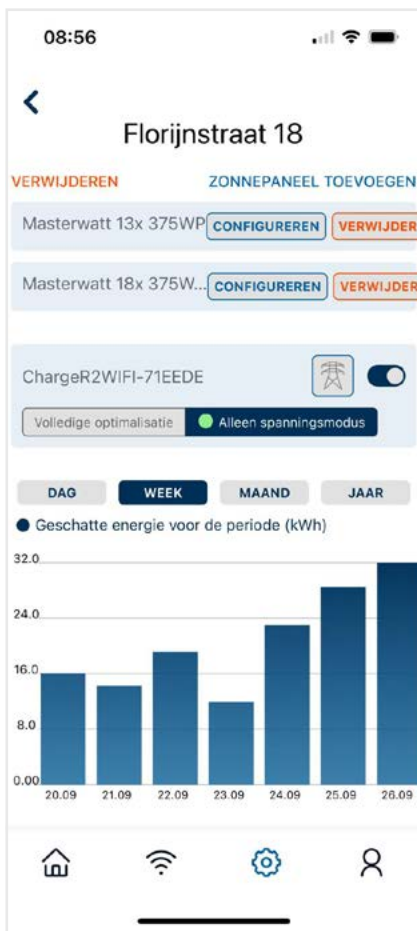 08:56
Florijnstraat 18
VERWIJDEREN ZONNEPANEEL TOEVOEGEN
Masterwatt 13x 375WP CONFIGUREREN VERWIJDER
Masterwatt 18x 375W... CONFIGUREREN VERWIJDER
ChargeR2WIFI-71EEDE
Volledige optimalisatie Alleen spanningsmodus
DAG WEEK MAAND JAAR
Geschatte energie voor de periode (kWh)
32.0
24.0
16.0
8.0
0.00
20.09 21.09 22.09 23.09 24.09 25.09 26.09